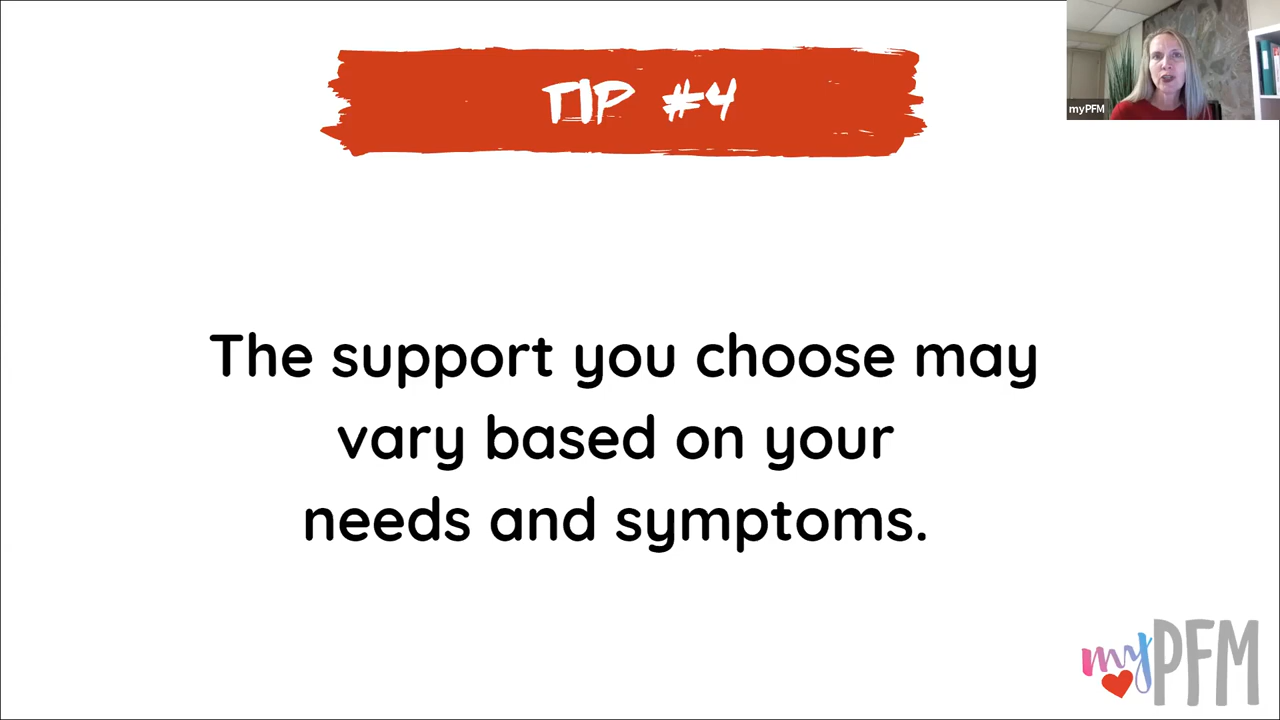 TIP #4
myPFM
The support you choose may
vary based on your
needs and symptoms.
myPFM